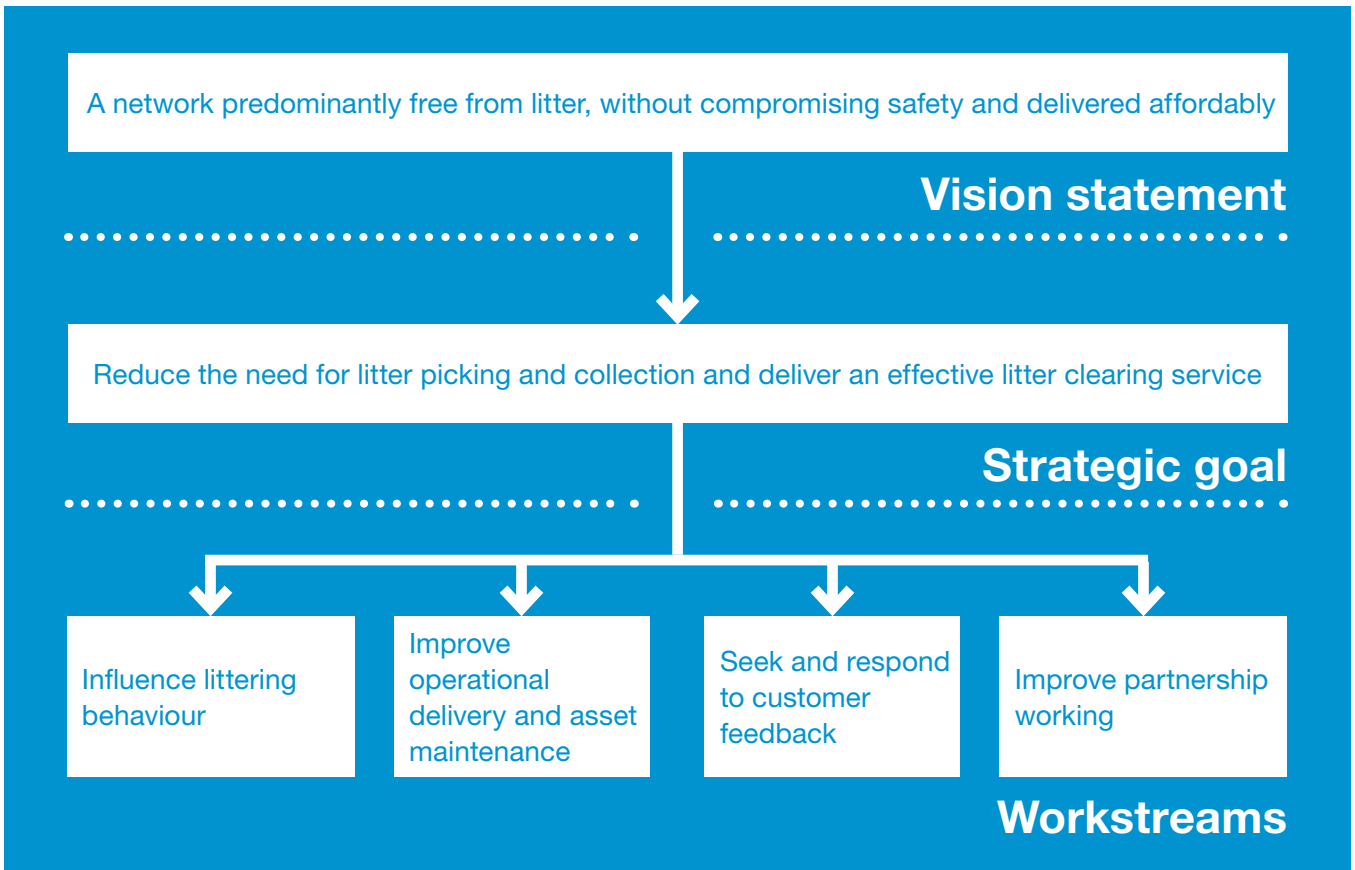 A network predominantly free from litter, without compromising safety and delivered affordably
Vision statement
Reduce the need for litter picking and collection and deliver an effective litter clearing service
Strategic goal
Influence littering
behaviour
Improve
operational
delivery and asset
maintenance
Seek and respond
to customer
feedback
Improve partnership
working
Workstreams